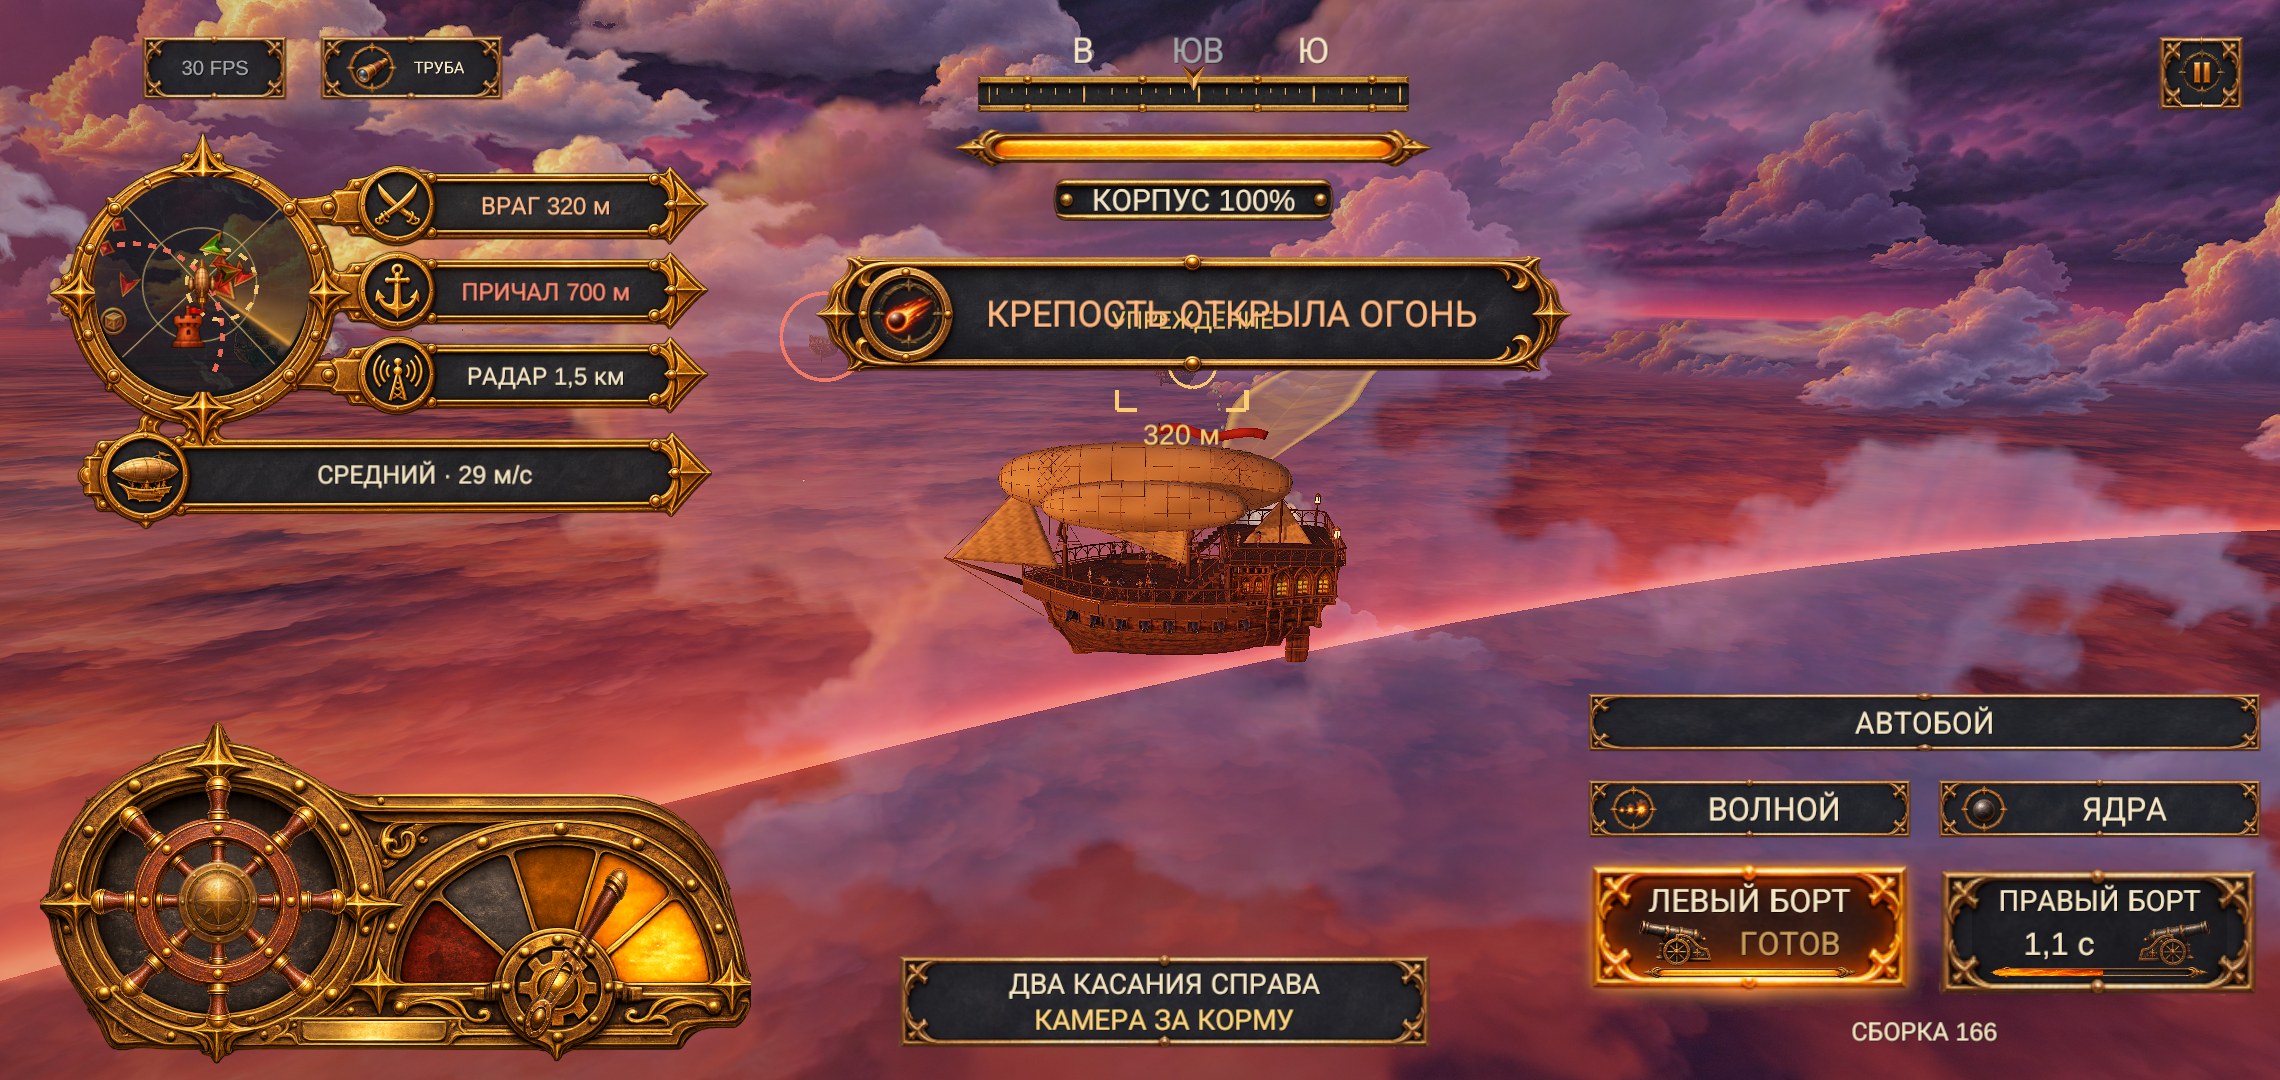 30 FPS
ТРУБА
В ЮВ Ю
КОРПУС 100%
ВРАГ 320 м
ПРИЧАЛ 700 м
РАДАР 1,5 км
СРЕДНИЙ · 29 м/с
КРЕПОСТЬ ОТКРЫЛА ОГОНЬ
УПРЕЖДЕНИЕ
320 м
АВТОБОЙ
ВОЛНОЙ
ЯДРА
ЛЕВЫЙ БОРТ
ГОТОВ
ПРАВЫЙ БОРТ
1,1 с
ДВА КАСАНИЯ СПРАВА
КАМЕРА ЗА КОРМУ
СБОРКА 166